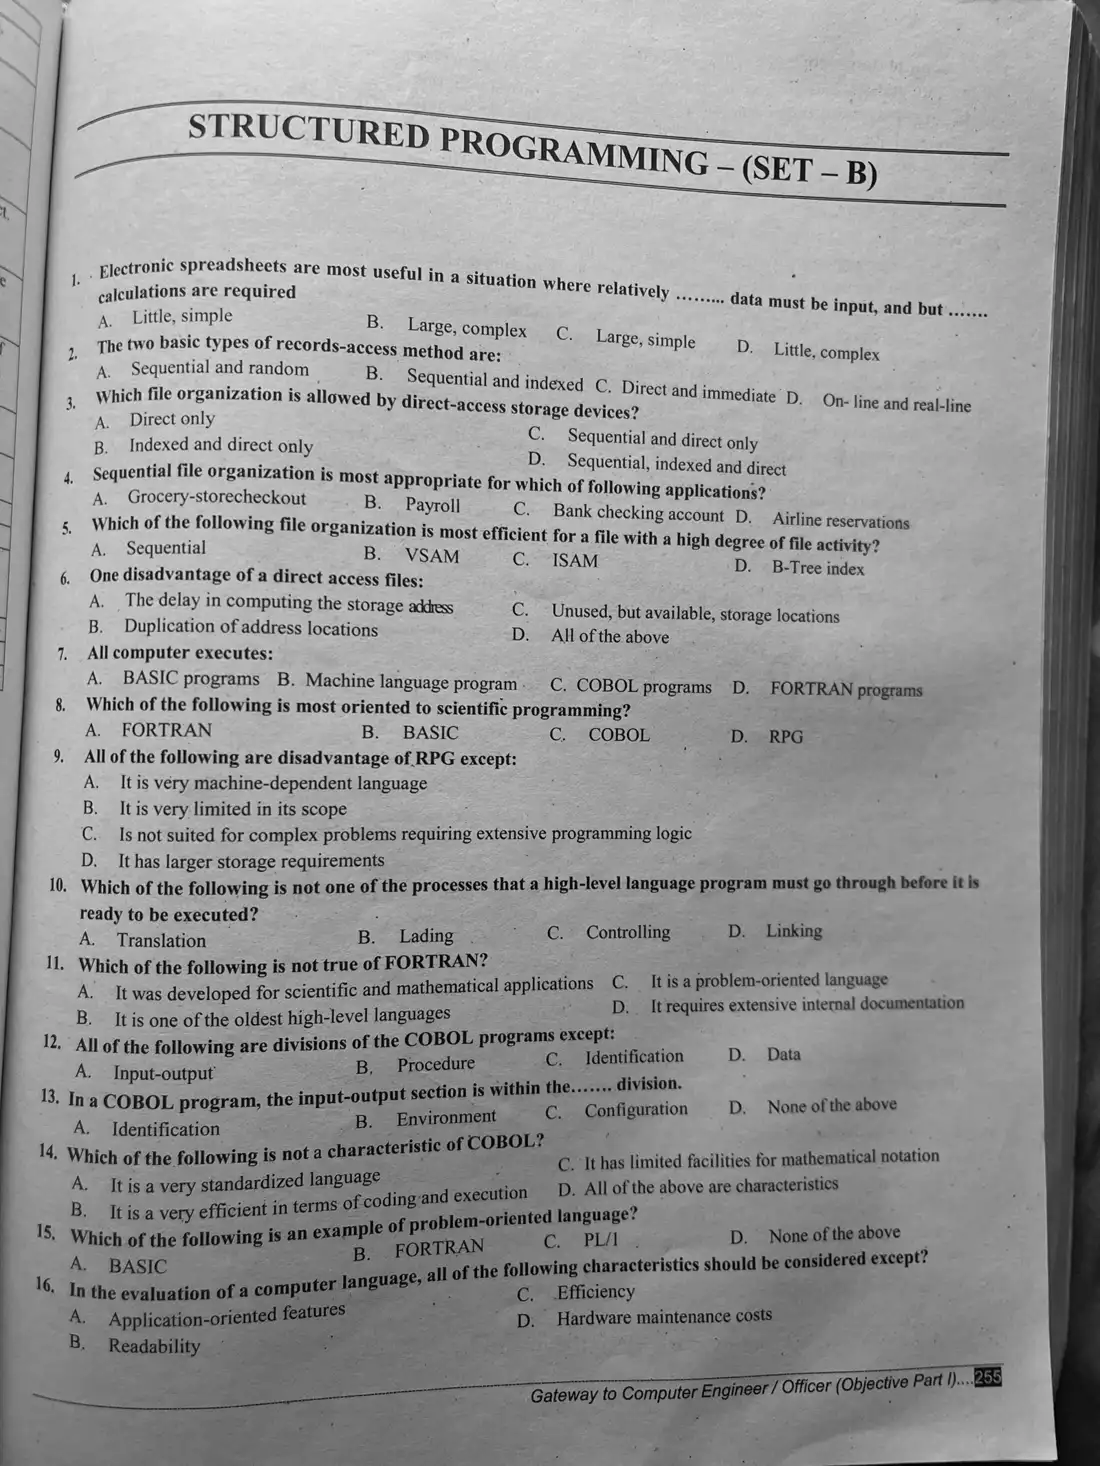 STRUCTURED PROGRAMMING – (SET – B)
1. Electronic spreadsheets are most useful in a situation where relatively ......... data must be input, and but .......
calculations are required
A. Little, simple B. Large, complex C. Large, simple D. Little, complex
2. The two basic types of records-access method are:
A. Sequential and random B. Sequential and indexed C. Direct and immediate D. On- line and real-line
3. Which file organization is allowed by direct-access storage devices?
A. Direct only C. Sequential and direct only
B. Indexed and direct only D. Sequential, indexed and direct
4. Sequential file organization is most appropriate for which of following applications?
A. Grocery-storecheckout B. Payroll C. Bank checking account D. Airline reservations
5. Which of the following file organization is most efficient for a file with a high degree of file activity?
A. Sequential B. VSAM C. ISAM D. B-Tree index
6. One disadvantage of a direct access files:
A. The delay in computing the storage address C. Unused, but available, storage locations
B. Duplication of address locations D. All of the above
7. All computer executes:
A. BASIC programs B. Machine language program C. COBOL programs D. FORTRAN programs
8. Which of the following is most oriented to scientific programming?
A. FORTRAN B. BASIC C. COBOL D. RPG
9. All of the following are disadvantage of RPG except:
A. It is very machine-dependent language
B. It is very limited in its scope
C. Is not suited for complex problems requiring extensive programming logic
D. It has larger storage requirements
10. Which of the following is not one of the processes that a high-level language program must go through before it is
ready to be executed?
A. Translation B. Lading C. Controlling D. Linking
11. Which of the following is not true of FORTRAN?
A. It was developed for scientific and mathematical applications C. It is a problem-oriented language
B. It is one of the oldest high-level languages D. It requires extensive internal documentation
12. All of the following are divisions of the COBOL programs except:
A. Input-output B. Procedure C. Identification D. Data
13. In a COBOL program, the input-output section is within the....... division.
A. Identification B. Environment C. Configuration D. None of the above
14. Which of the following is not a characteristic of COBOL?
A. It is a very standardized language C. It has limited facilities for mathematical notation
B. It is a very efficient in terms of coding and execution D. All of the above are characteristics
15. Which of the following is an example of problem-oriented language?
A. BASIC B. FORTRAN C. PL/1 D. None of the above
16. In the evaluation of a computer language, all of the following characteristics should be considered except?
A. Application-oriented features C. Efficiency
B. Readability D. Hardware maintenance costs
Gateway to Computer Engineer / Officer (Objective Part I)....255